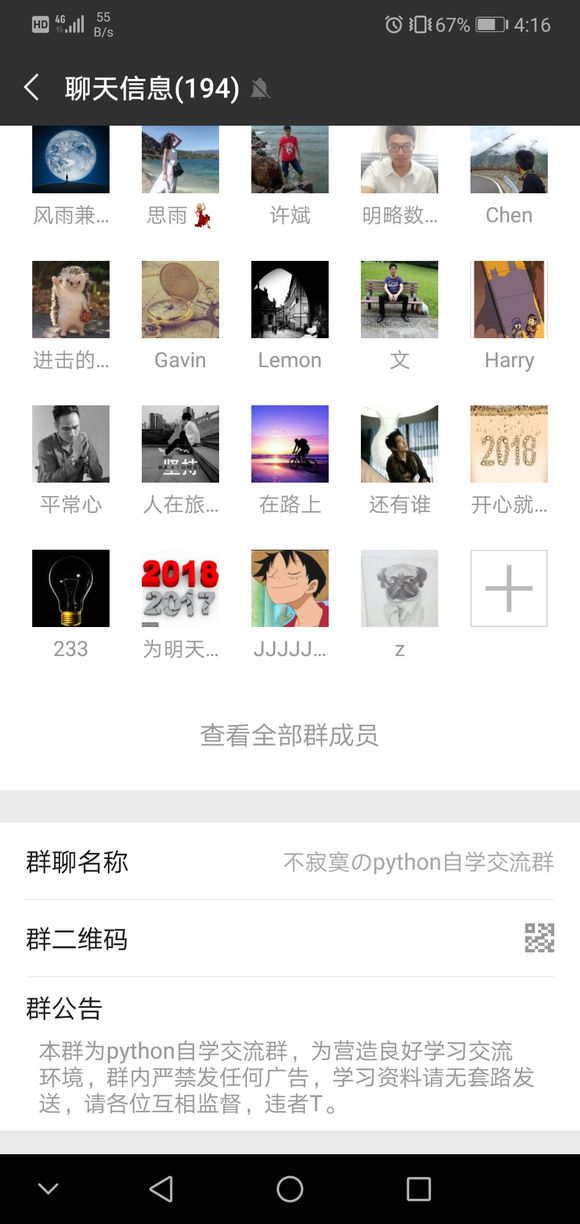 HD 4G 55 B/s 67% 4:16
聊天信息(194)
风雨兼... 思雨 许斌 明略数... Chen
进击的... Gavin Lemon 文 Harry
2018
坚持
平常心 人在旅... 在路上 还有谁 开心就...
2018
2017
233 为明天... JJJJJ... z
查看全部群成员
群聊名称 不寂寞のpython自学交流群
群二维码
群公告
本群为python自学交流群，为营造良好学习交流
环境，群内严禁发任何广告，学习资料请无套路发
送，请各位互相监督，违者T。